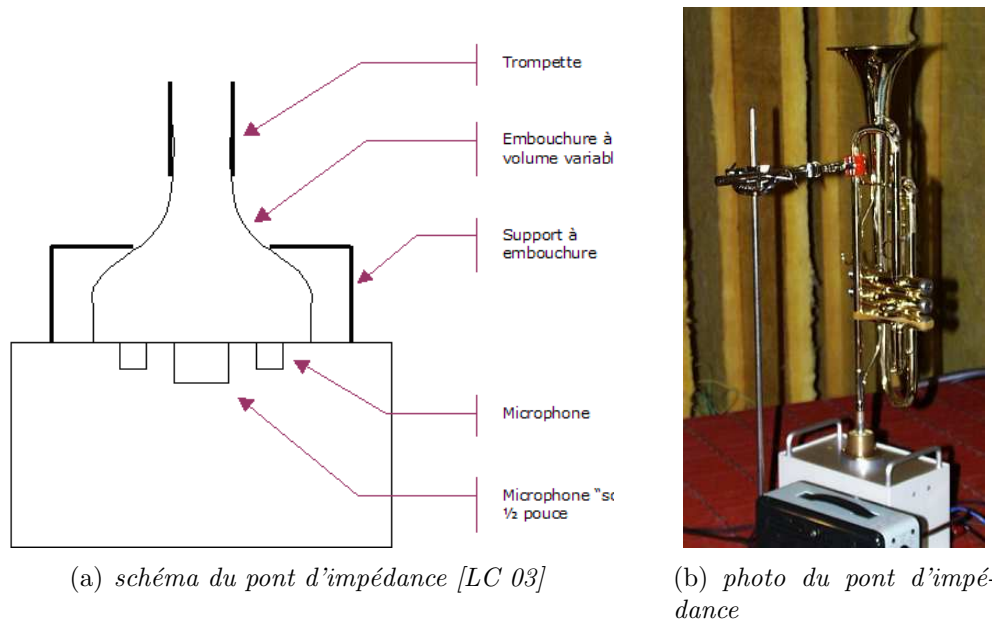 Trompette
Embouchure à
volume variabl
Support à
embouchure
Microphone
Microphone "so
½ pouce
(a) schéma du pont d'impédance [LC 03]
(b) photo du pont d'impé-
dance